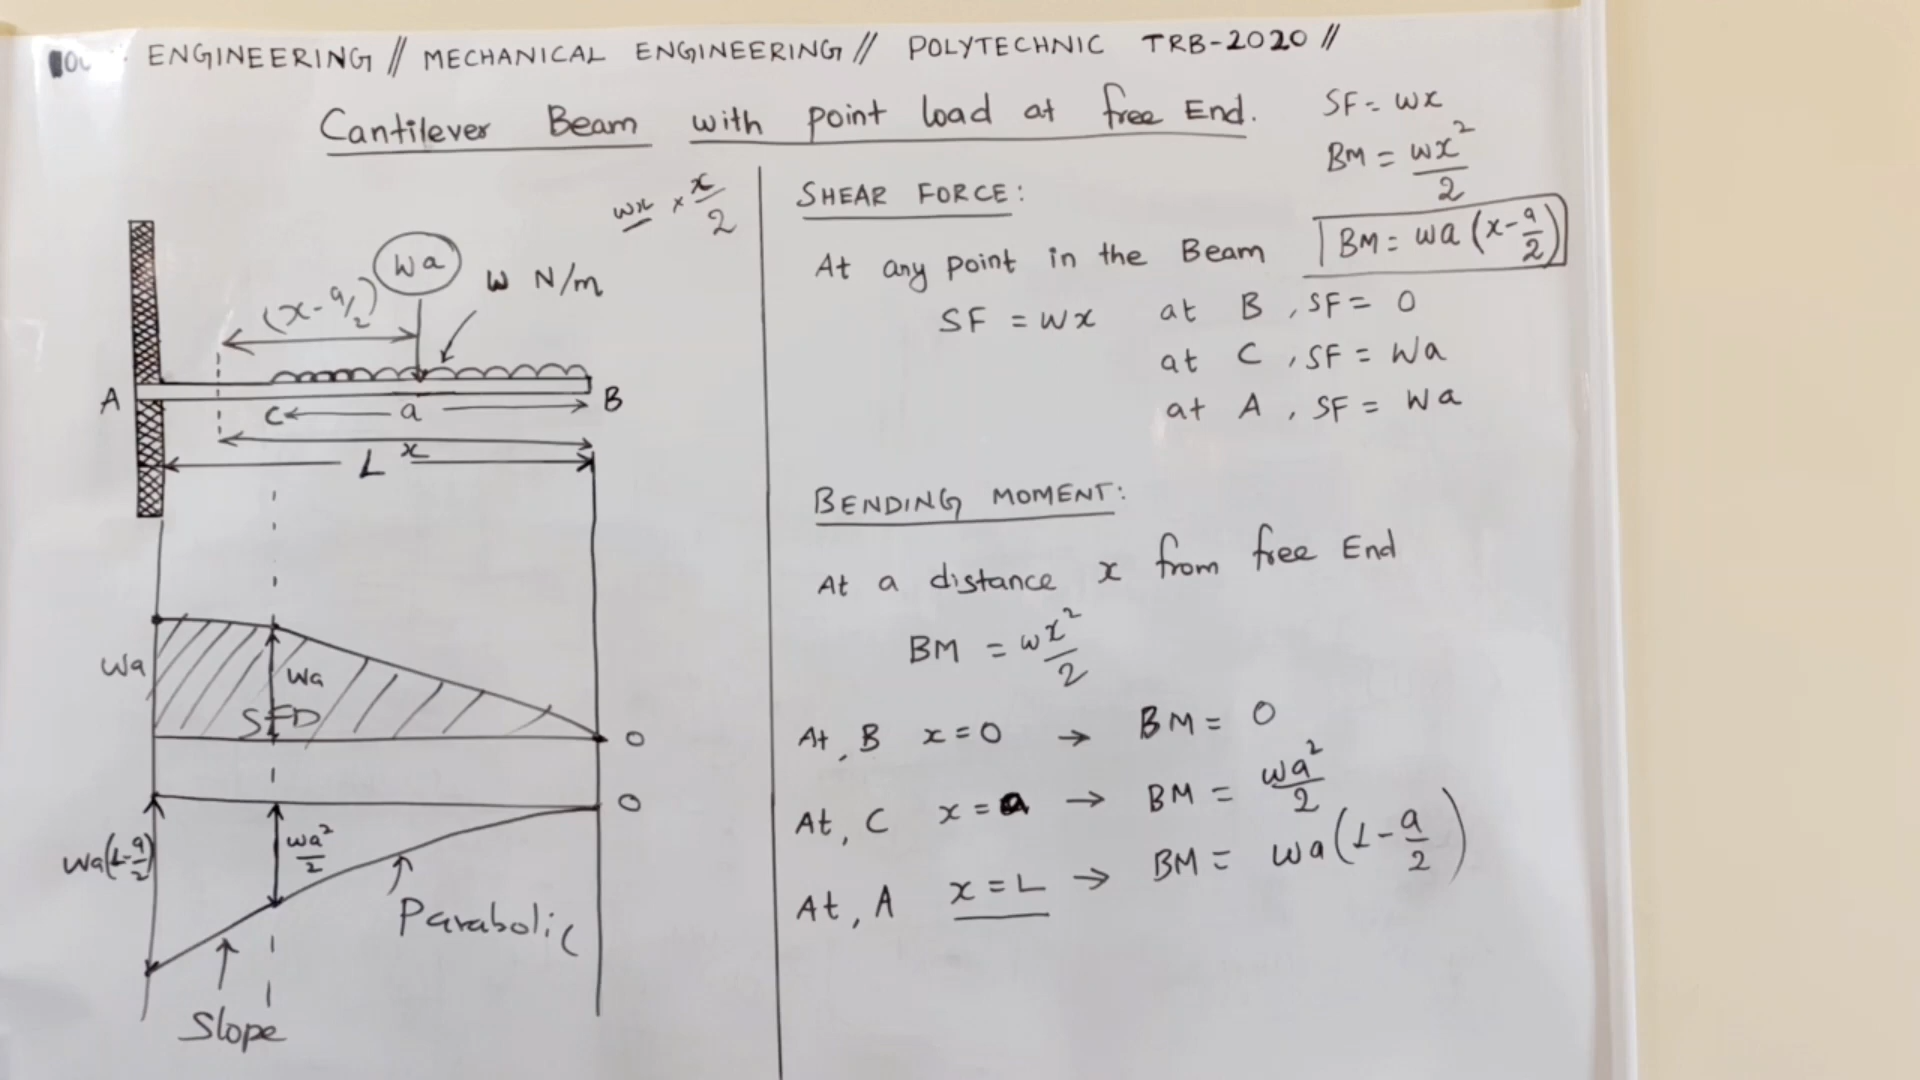 ENGINEERING // MECHANICAL ENGINEERING // POLYTECHNIC TRB-2020 //
Cantilever Beam with point load at free End.
SF = wx
BM = wx²/2
BM = wa (x-a/2)
wx × x/2
wa
w N/m
(x-a/2)
A
C
a
B
x
L
wa
wa
SFD
0
0
wa(L-a/2)
wa²/2
Parabolic
Slope
SHEAR FORCE:
At any point in the Beam
SF = wx at B, SF = 0
at C, SF = wa
at A, SF = wa
BENDING MOMENT:
At a distance x from free End
BM = wx²/2
At, B x = 0 → BM = 0
At, C x = a → BM = wa²/2
At, A x = L → BM = wa(L-a/2)